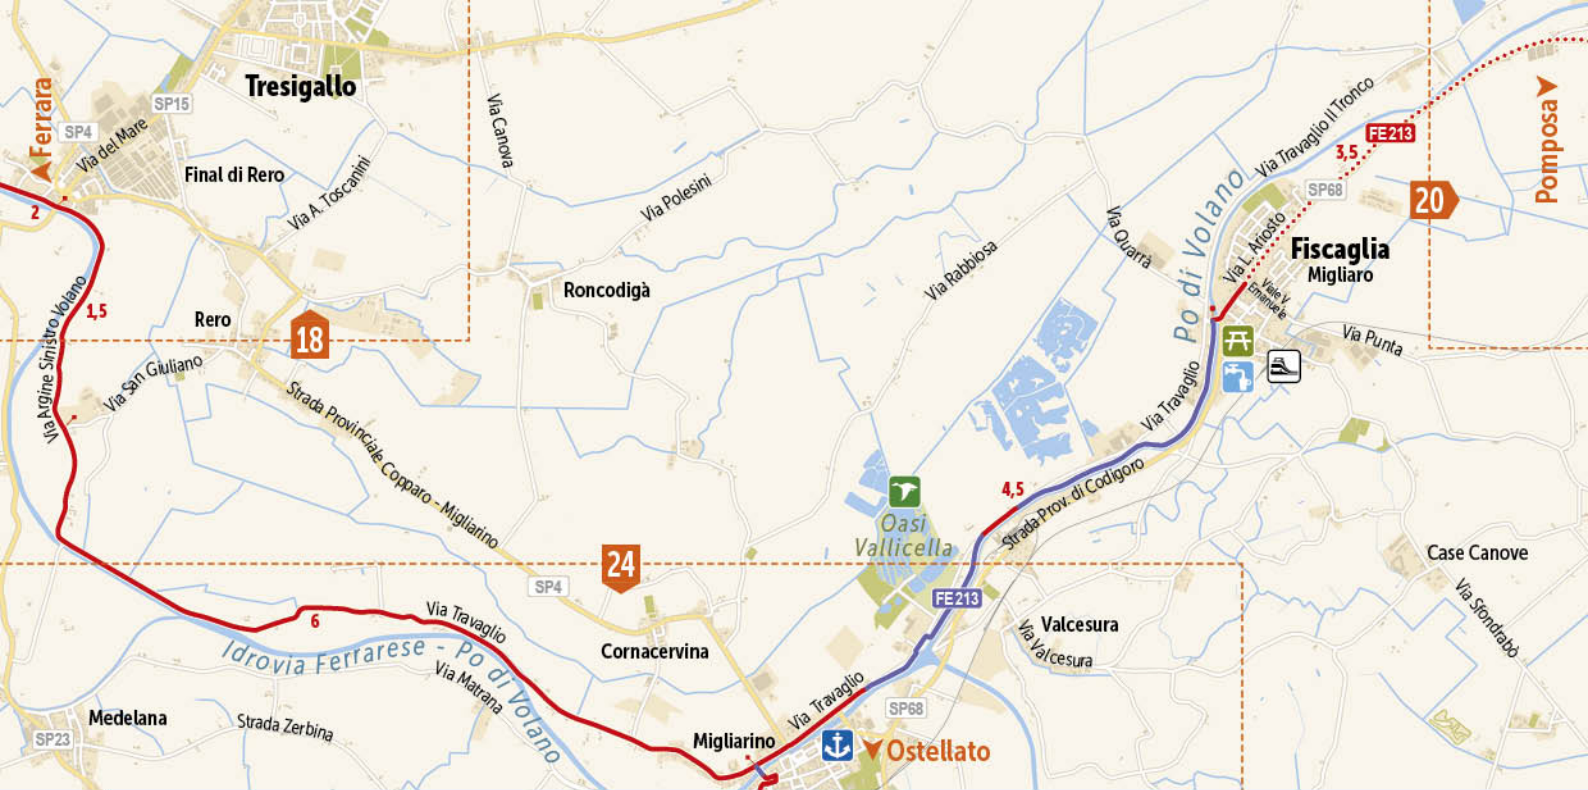 Tresigallo
Ferrara
SP15
SP4
Via del Mare
Final di Rero
Via A. Toscanini
Via Canova
Via Polesini
2
Via Argine Sinistro Volano
1,5
Rero
18
Via San Giuliano
Strada Provinciale Copparo - Migliarino
Roncodigà
Via Rabbiosa
Via Quarrà
Po di Volano
Via Travaglio II Tronco
FE213
3,5
SP68
20
Pomposa
Via L. Ariosto
Fiscaglia
Migliaro
Viale V.
Emanuele
Via Punta
Via Travaglio
4,5
Strada Prov. di Codigoro
Oasi
Vallicella
24
SP4
FE213
Case Canove
Via Sfondrabò
Valcesura
Via Valcesura
6
Via Travaglio
Idrovia Ferrarese - Po di Volano
Via Matrana
Cornacervina
Medelana
SP23
Strada Zerbina
Via Travaglio
SP68
Migliarino
Ostellato